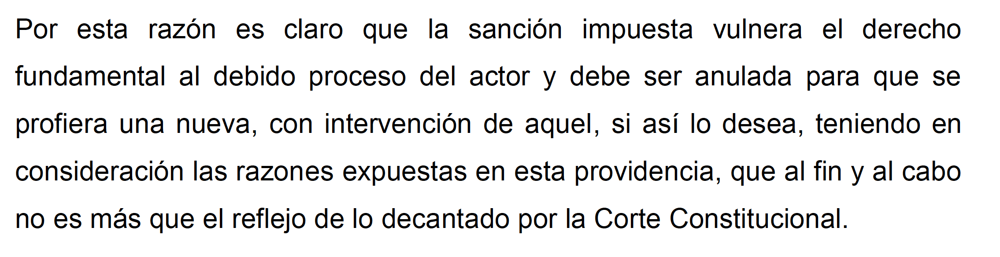 Por esta razón es claro que la sanción impuesta vulnera el derecho
fundamental al debido proceso del actor y debe ser anulada para que se
profiera una nueva, con intervención de aquel, si así lo desea, teniendo en
consideración las razones expuestas en esta providencia, que al fin y al cabo
no es más que el reflejo de lo decantado por la Corte Constitucional.